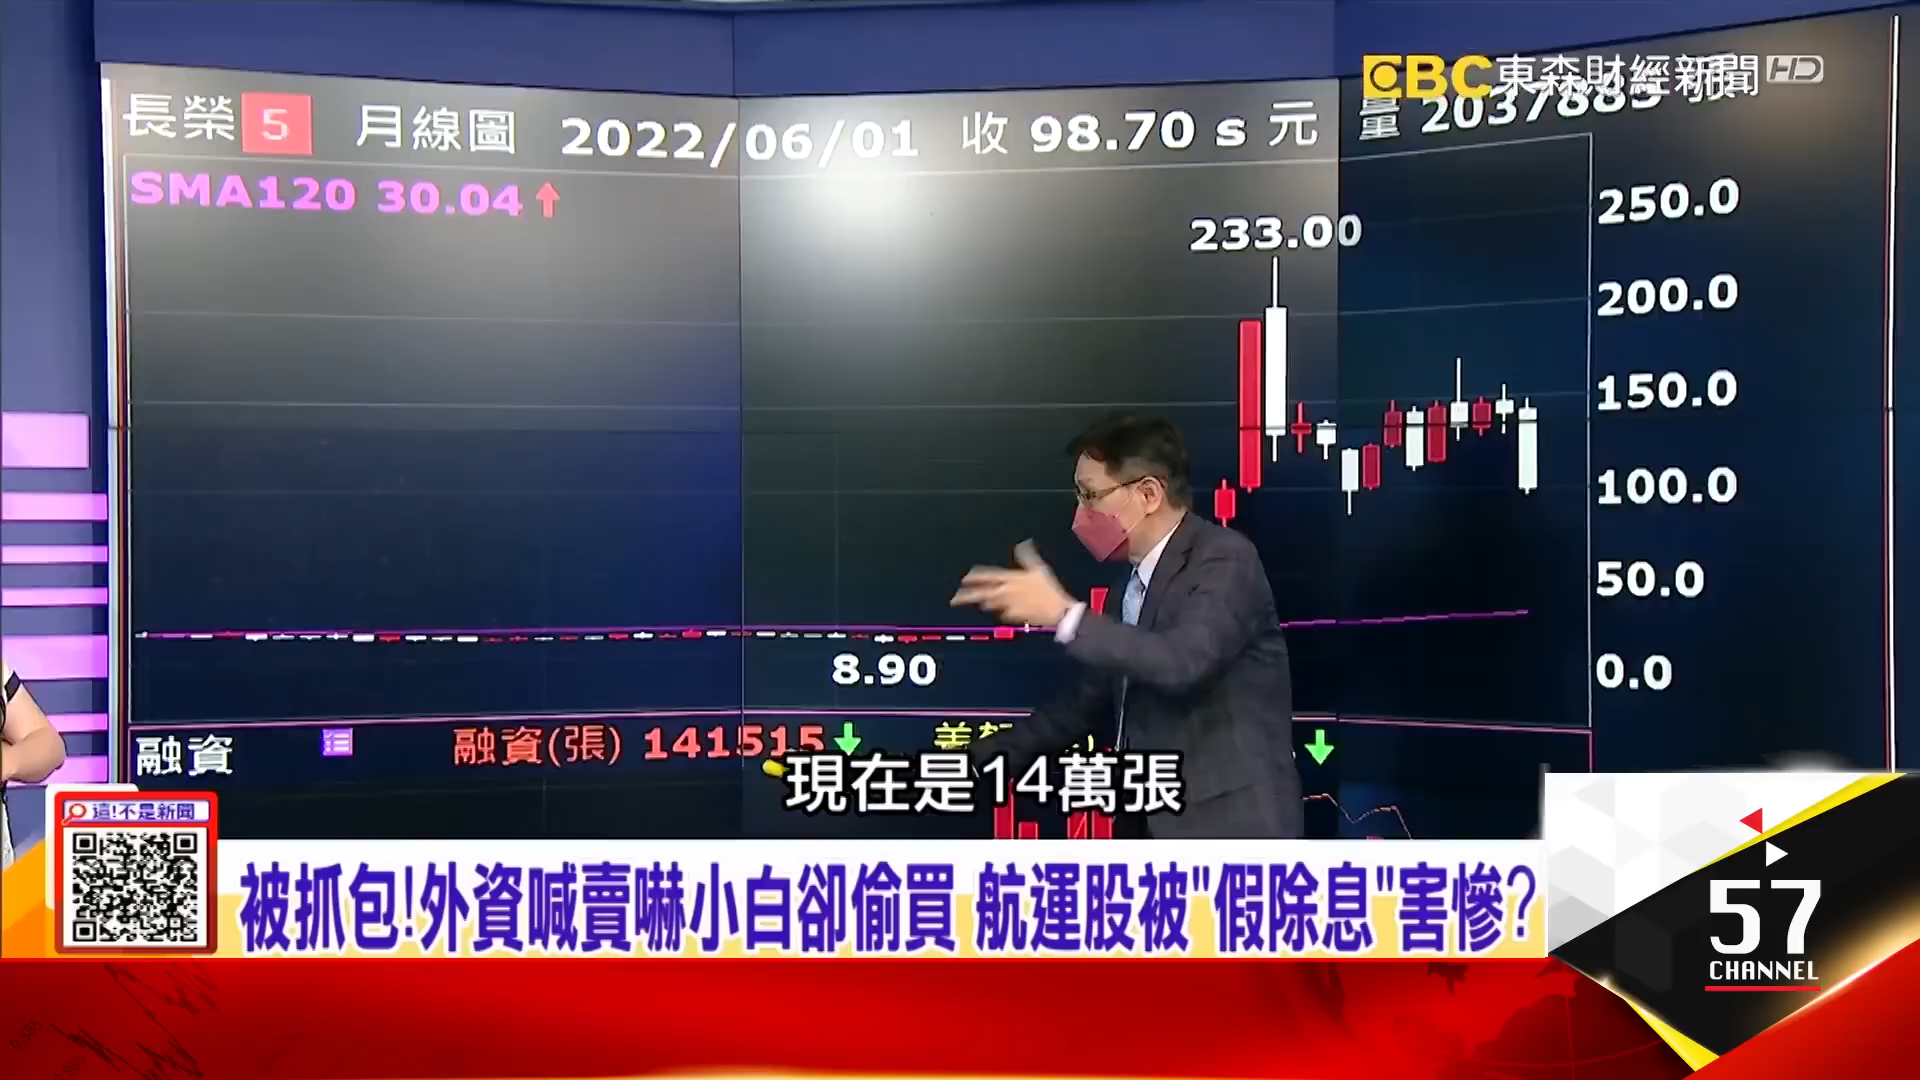 EBC 東森財經新聞 HD
長榮 5 月線圖 2022/06/01 收 98.70 s 元 量 2037885 張
SMA120 30.04↑
233.00
250.0
200.0
150.0
100.0
50.0
0.0
8.90
融資 融資(張) 141515↓
現在是14萬張
這!不是新聞
被抓包!外資喊賣嚇小白卻偷買 航運股被"假除息"害慘?
57
CHANNEL